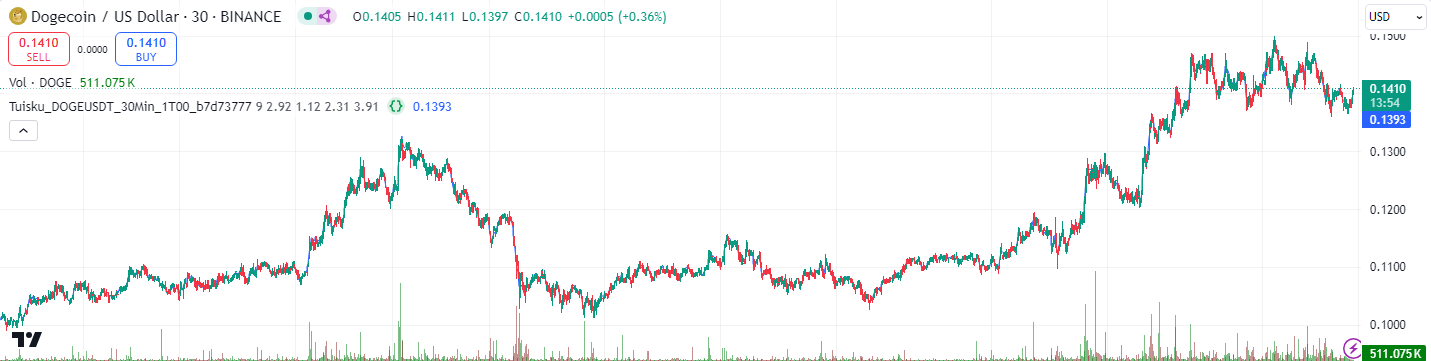 Dogecoin / US Dollar · 30 · BINANCE O0.1405 H0.1411 L0.1397 C0.1410 +0.0005 (+0.36%)
USD
0.1410 0.0000 0.1410
SELL BUY
Vol · DOGE 511.075 K
Tuisku_DOGEUSDT_30Min_1T00_b7d73777 9 2.92 1.12 2.31 3.91 {} 0.1393
0.1500
0.1410
13:54
0.1393
0.1300
0.1200
0.1100
0.1000
511.075 K